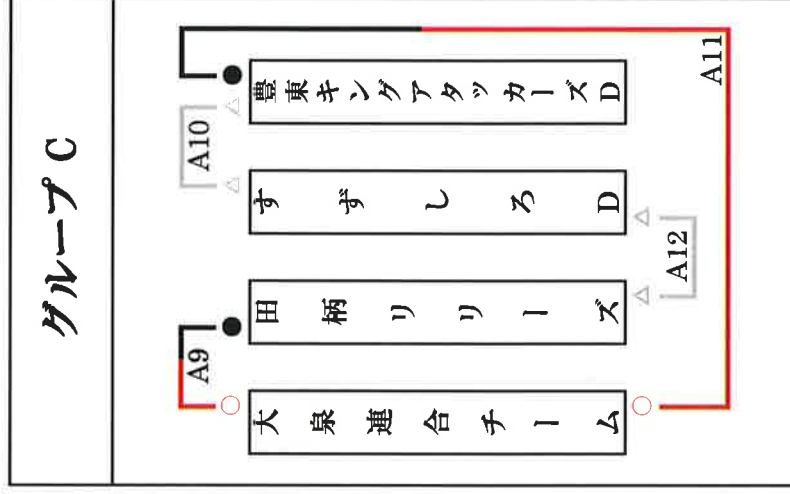 グループ C
A11
豊東キングアタッカーズD
A10
すずしろD
A12
田柄リリーズ
A9
大泉連合チーム